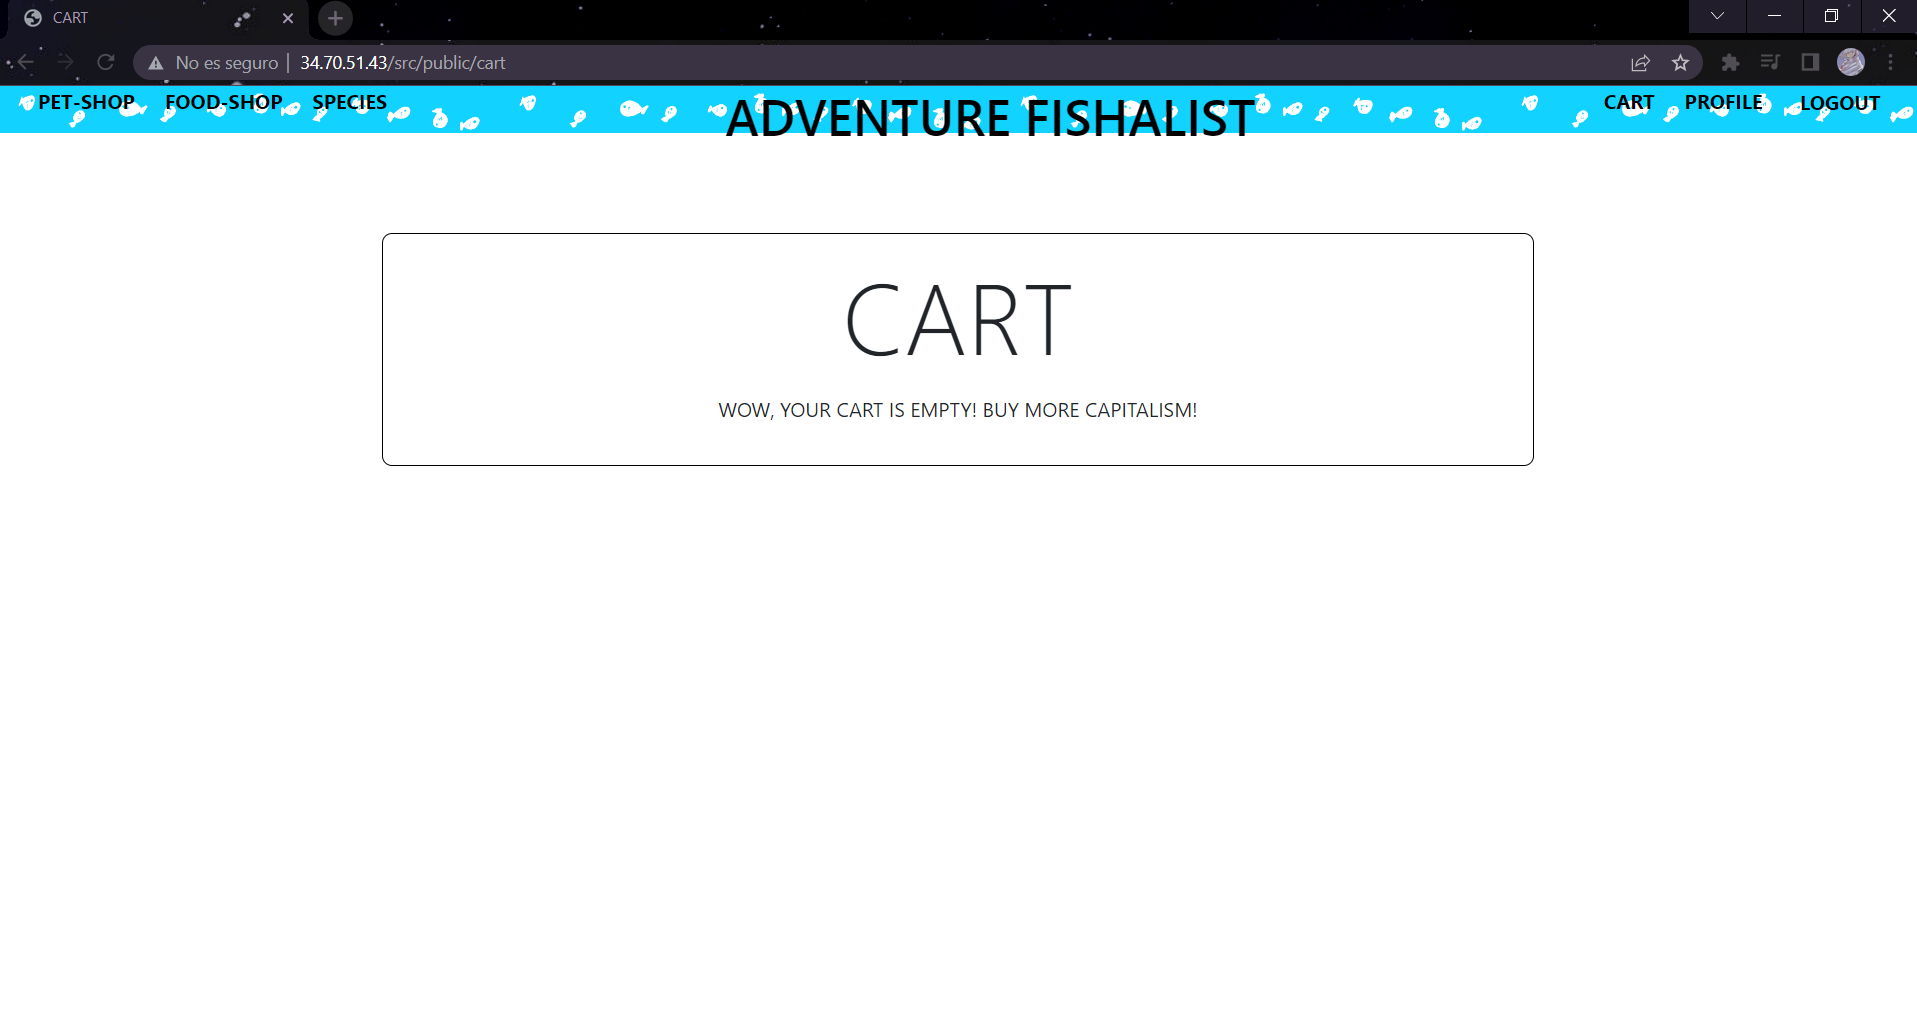 CART
No es seguro | 34.70.51.43/src/public/cart
PET-SHOP FOOD-SHOP SPECIES ADVENTURE FISHALIST CART PROFILE LOGOUT
CART
WOW, YOUR CART IS EMPTY! BUY MORE CAPITALISM!